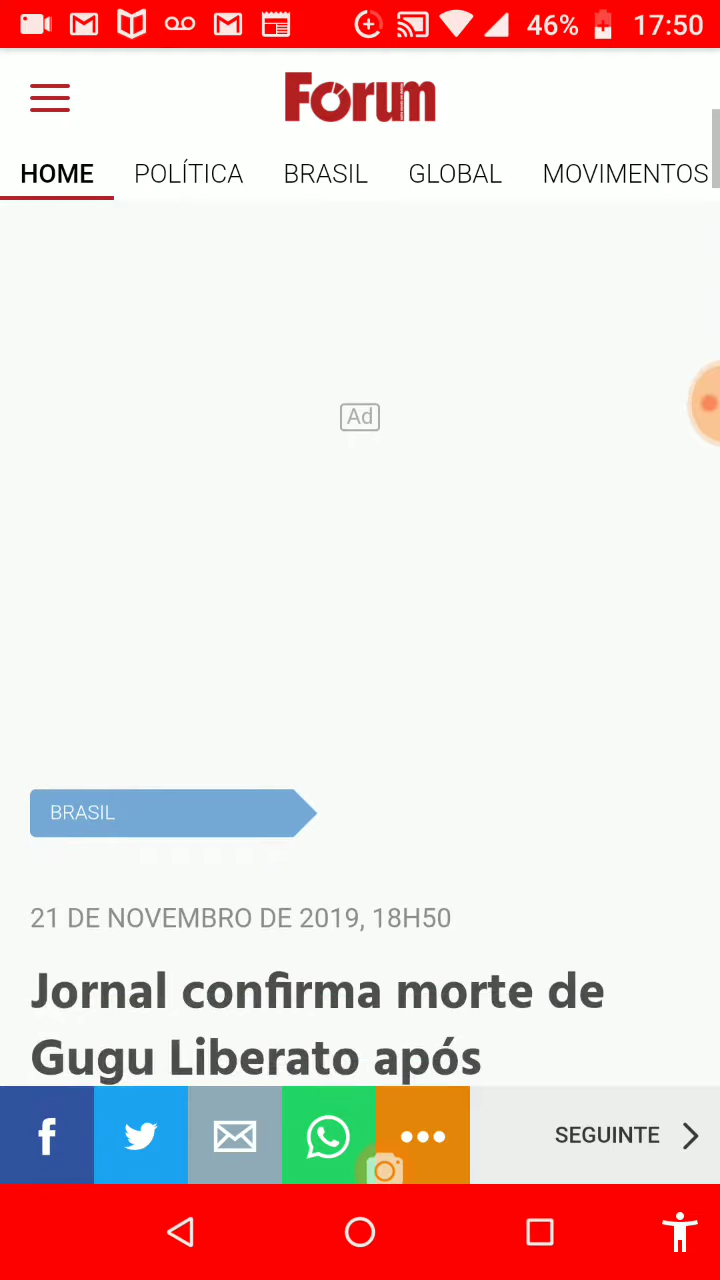 46% 17:50
Forum
HOME POLÍTICA BRASIL GLOBAL MOVIMENTOS
Ad
BRASIL
21 DE NOVEMBRO DE 2019, 18H50
Jornal confirma morte de
Gugu Liberato após
SEGUINTE